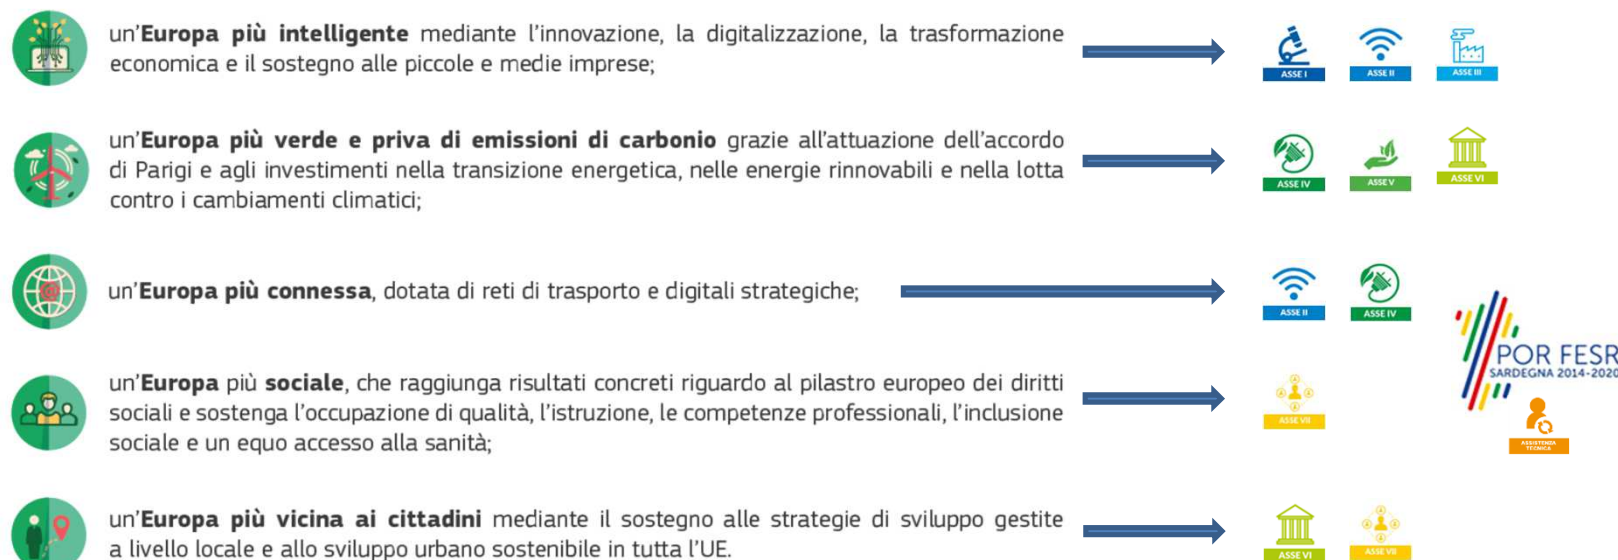 un'Europa più intelligente mediante l'innovazione, la digitalizzazione, la trasformazione
economica e il sostegno alle piccole e medie imprese;
ASSE I
ASSE II
ASSE III
un'Europa più verde e priva di emissioni di carbonio grazie all'attuazione dell'accordo
di Parigi e agli investimenti nella transizione energetica, nelle energie rinnovabili e nella lotta
contro i cambiamenti climatici;
ASSE IV
ASSE V
ASSE VI
un'Europa più connessa, dotata di reti di trasporto e digitali strategiche;
ASSE II
ASSE IV
POR FESR
SARDEGNA 2014-2020
un'Europa più sociale, che raggiunga risultati concreti riguardo al pilastro europeo dei diritti
sociali e sostenga l'occupazione di qualità, l'istruzione, le competenze professionali, l'inclusione
sociale e un equo accesso alla sanità;
ASSE VII
ASSISTENZA
TECNICA
un'Europa più vicina ai cittadini mediante il sostegno alle strategie di sviluppo gestite
a livello locale e allo sviluppo urbano sostenibile in tutta l'UE.
ASSE VI
ASSE VII